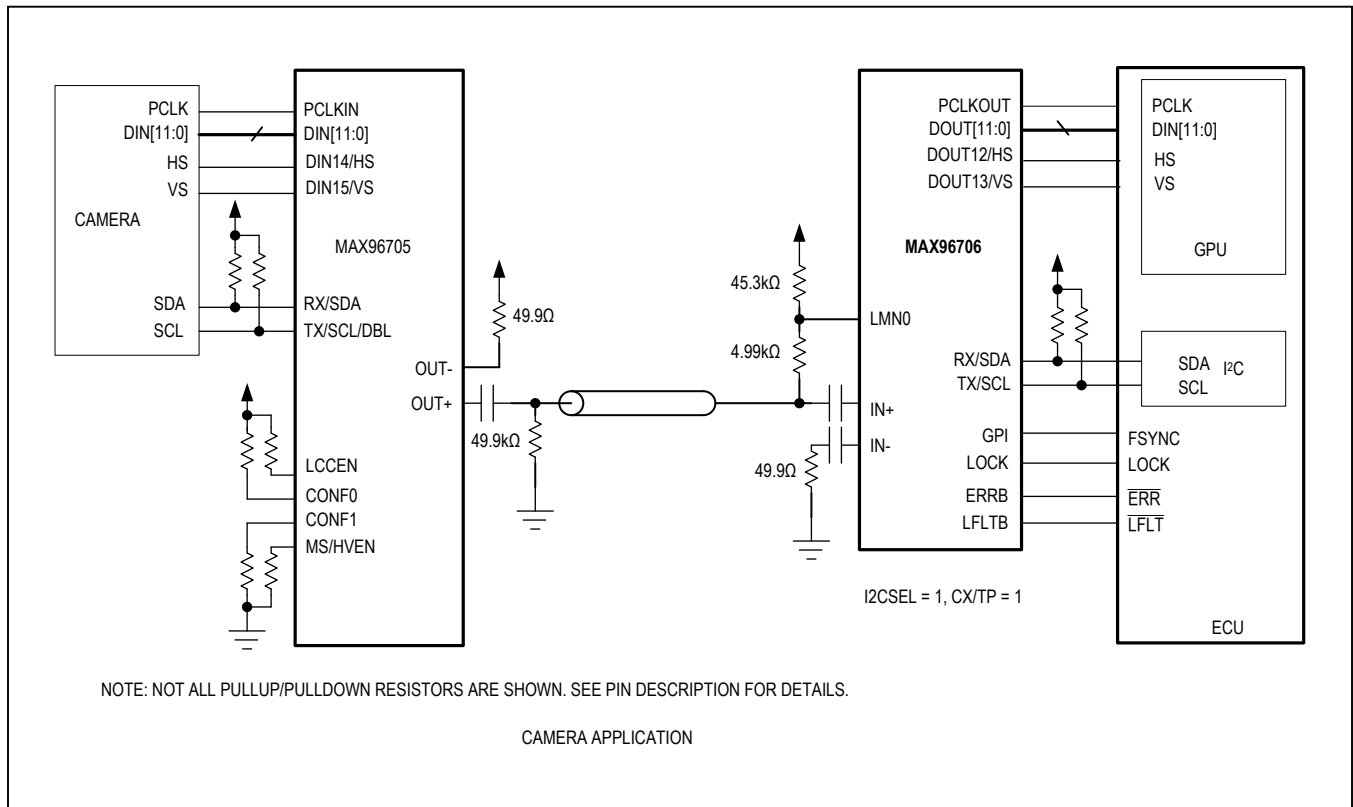 PCLK
DIN[11:0]
HS
VS
CAMERA
SDA
SCL
PCLKIN
DIN[11:0]
DIN14/HS
DIN15/VS
MAX96705
RX/SDA
TX/SCL/DBL
OUT-
OUT+
LCCEN
CONF0
CONF1
MS/HVEN
49.9Ω
49.9kΩ
45.3kΩ
4.99kΩ
49.9Ω
PCLKOUT
DOUT[11:0]
DOUT12/HS
DOUT13/VS
MAX96706
LMN0
RX/SDA
TX/SCL
IN+
IN-
GPI
LOCK
ERRB
LFLTB
I2CSEL = 1, CX/TP = 1
PCLK
DIN[11:0]
HS
VS
GPU
SDA I²C
SCL
FSYNC
LOCK
ERR
LFLT
ECU
NOTE: NOT ALL PULLUP/PULLDOWN RESISTORS ARE SHOWN. SEE PIN DESCRIPTION FOR DETAILS.
CAMERA APPLICATION